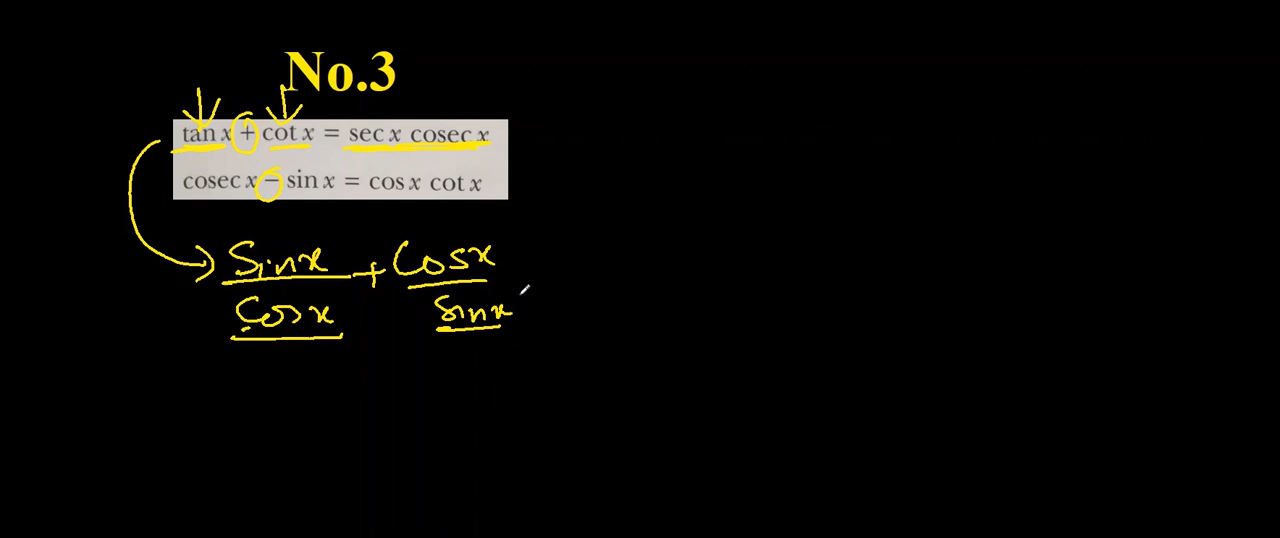 No.3
tan x + cot x = sec x cosec x
cosec x − sin x = cos x cot x
Sinx + Cosx
Cosx Sinx